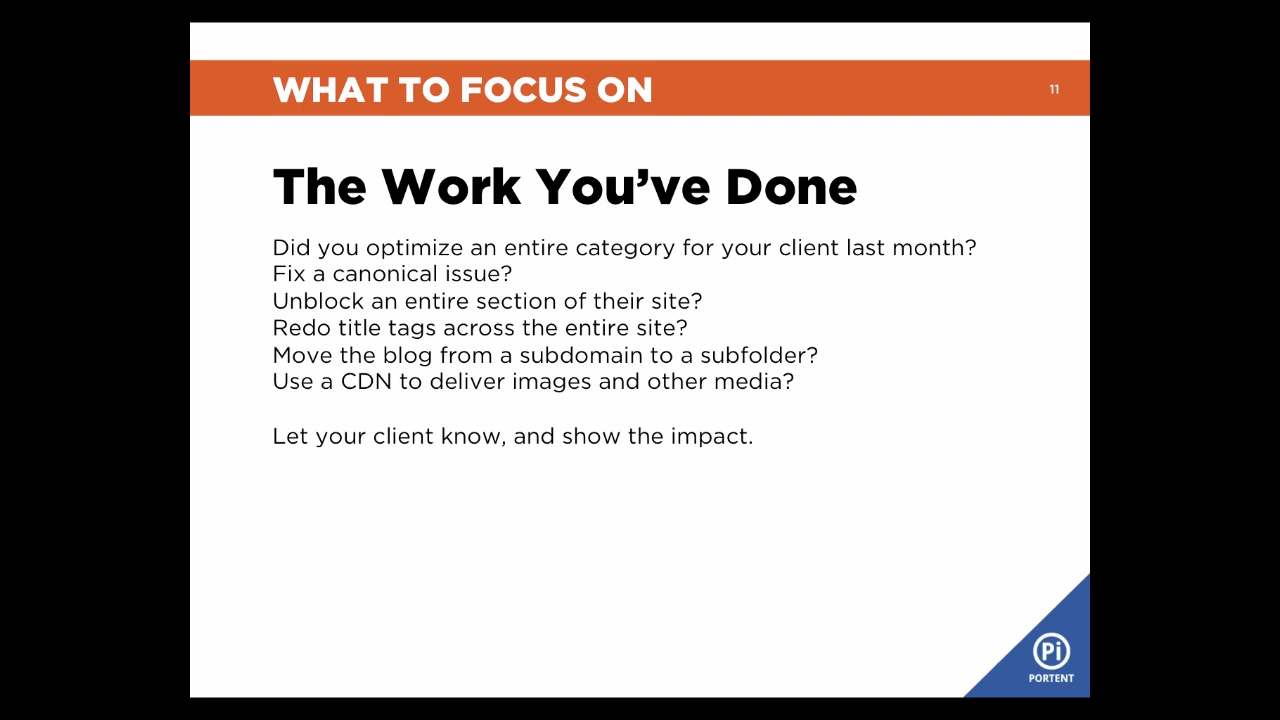 WHAT TO FOCUS ON
11
The Work You’ve Done
Did you optimize an entire category for your client last month?
Fix a canonical issue?
Unblock an entire section of their site?
Redo title tags across the entire site?
Move the blog from a subdomain to a subfolder?
Use a CDN to deliver images and other media?
Let your client know, and show the impact.
Pi
PORTENT